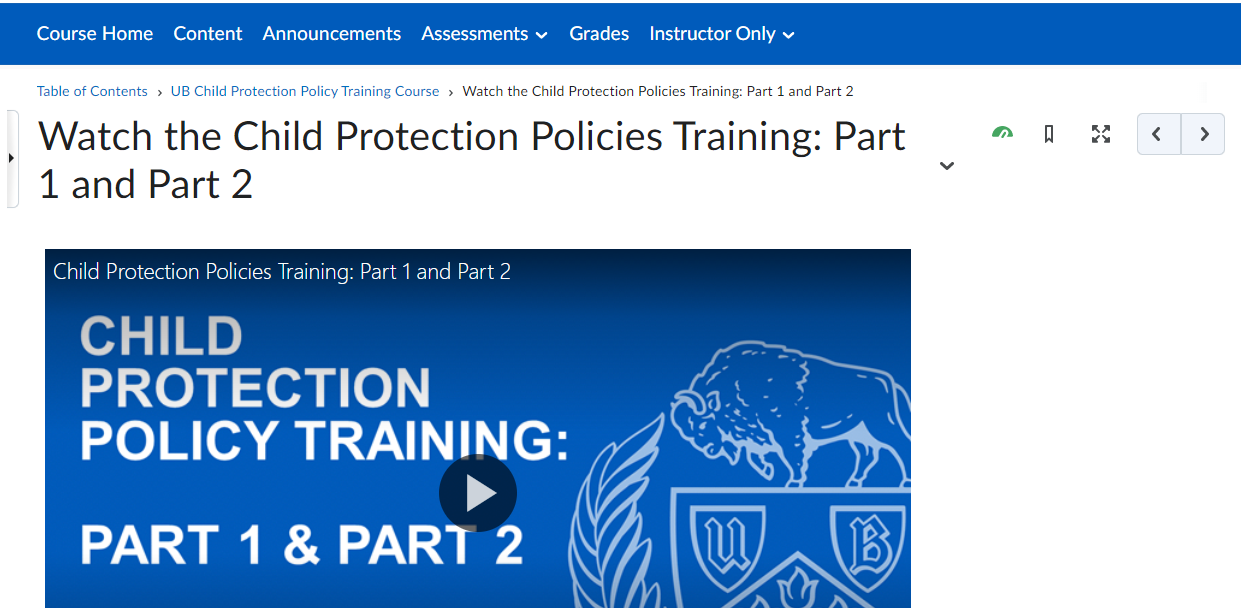 Course Home Content Announcements Assessments Grades Instructor Only
Table of Contents › UB Child Protection Policy Training Course › Watch the Child Protection Policies Training: Part 1 and Part 2
Watch the Child Protection Policies Training: Part
1 and Part 2
Child Protection Policies Training: Part 1 and Part 2
CHILD
PROTECTION
POLICY TRAINING:
PART 1 & PART 2
U B